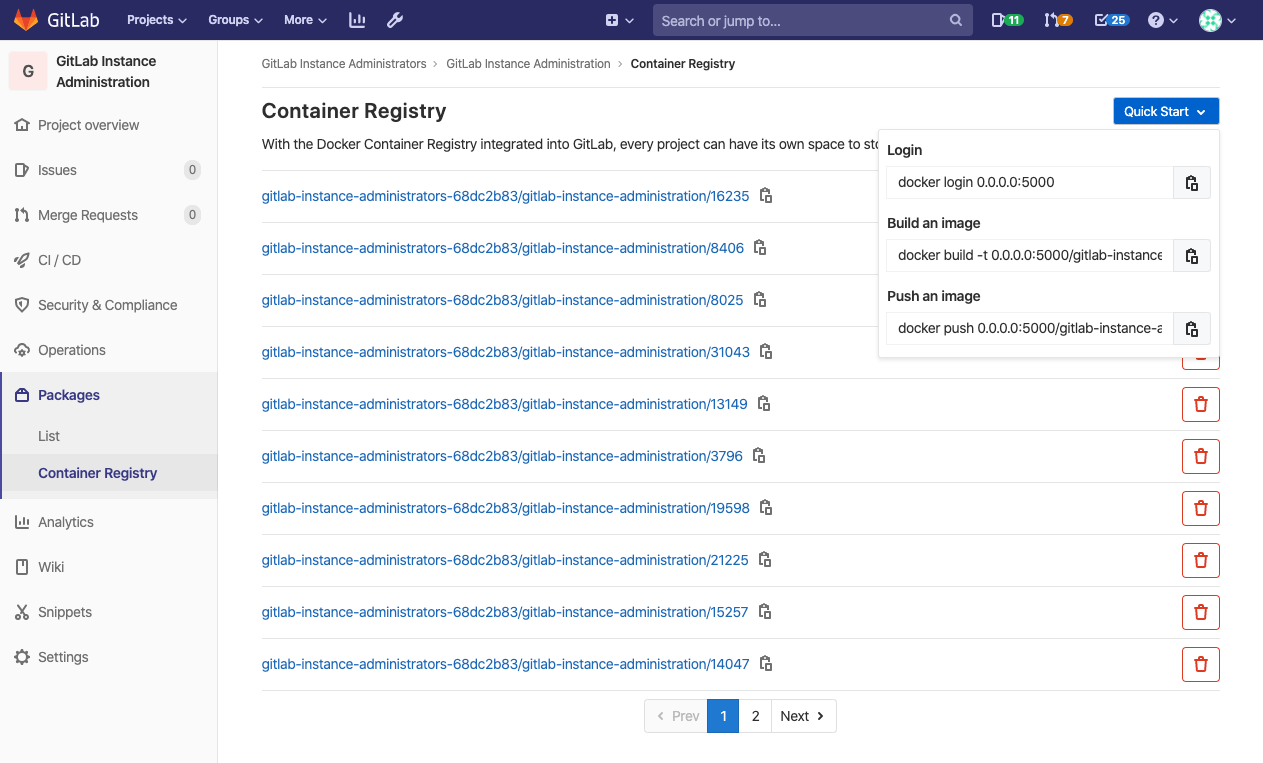 GitLab
Projects
Groups
More
Search or jump to...
11
7
25
G
GitLab Instance
Administration
Project overview
Issues
0
Merge Requests
0
CI / CD
Security & Compliance
Operations
Packages
List
Container Registry
Analytics
Wiki
Snippets
Settings
GitLab Instance Administrators > GitLab Instance Administration > Container Registry
Container Registry
Quick Start
With the Docker Container Registry integrated into GitLab, every project can have its own space to
Login
docker login 0.0.0.0:5000
Build an image
docker build -t 0.0.0.0:5000/gitlab-instance
Push an image
docker push 0.0.0.0:5000/gitlab-instance-a
gitlab-instance-administrators-68dc2b83/gitlab-instance-administration/16235
gitlab-instance-administrators-68dc2b83/gitlab-instance-administration/8406
gitlab-instance-administrators-68dc2b83/gitlab-instance-administration/8025
gitlab-instance-administrators-68dc2b83/gitlab-instance-administration/31043
gitlab-instance-administrators-68dc2b83/gitlab-instance-administration/13149
gitlab-instance-administrators-68dc2b83/gitlab-instance-administration/3796
gitlab-instance-administrators-68dc2b83/gitlab-instance-administration/19598
gitlab-instance-administrators-68dc2b83/gitlab-instance-administration/21225
gitlab-instance-administrators-68dc2b83/gitlab-instance-administration/15257
gitlab-instance-administrators-68dc2b83/gitlab-instance-administration/14047
Prev 1 2 Next